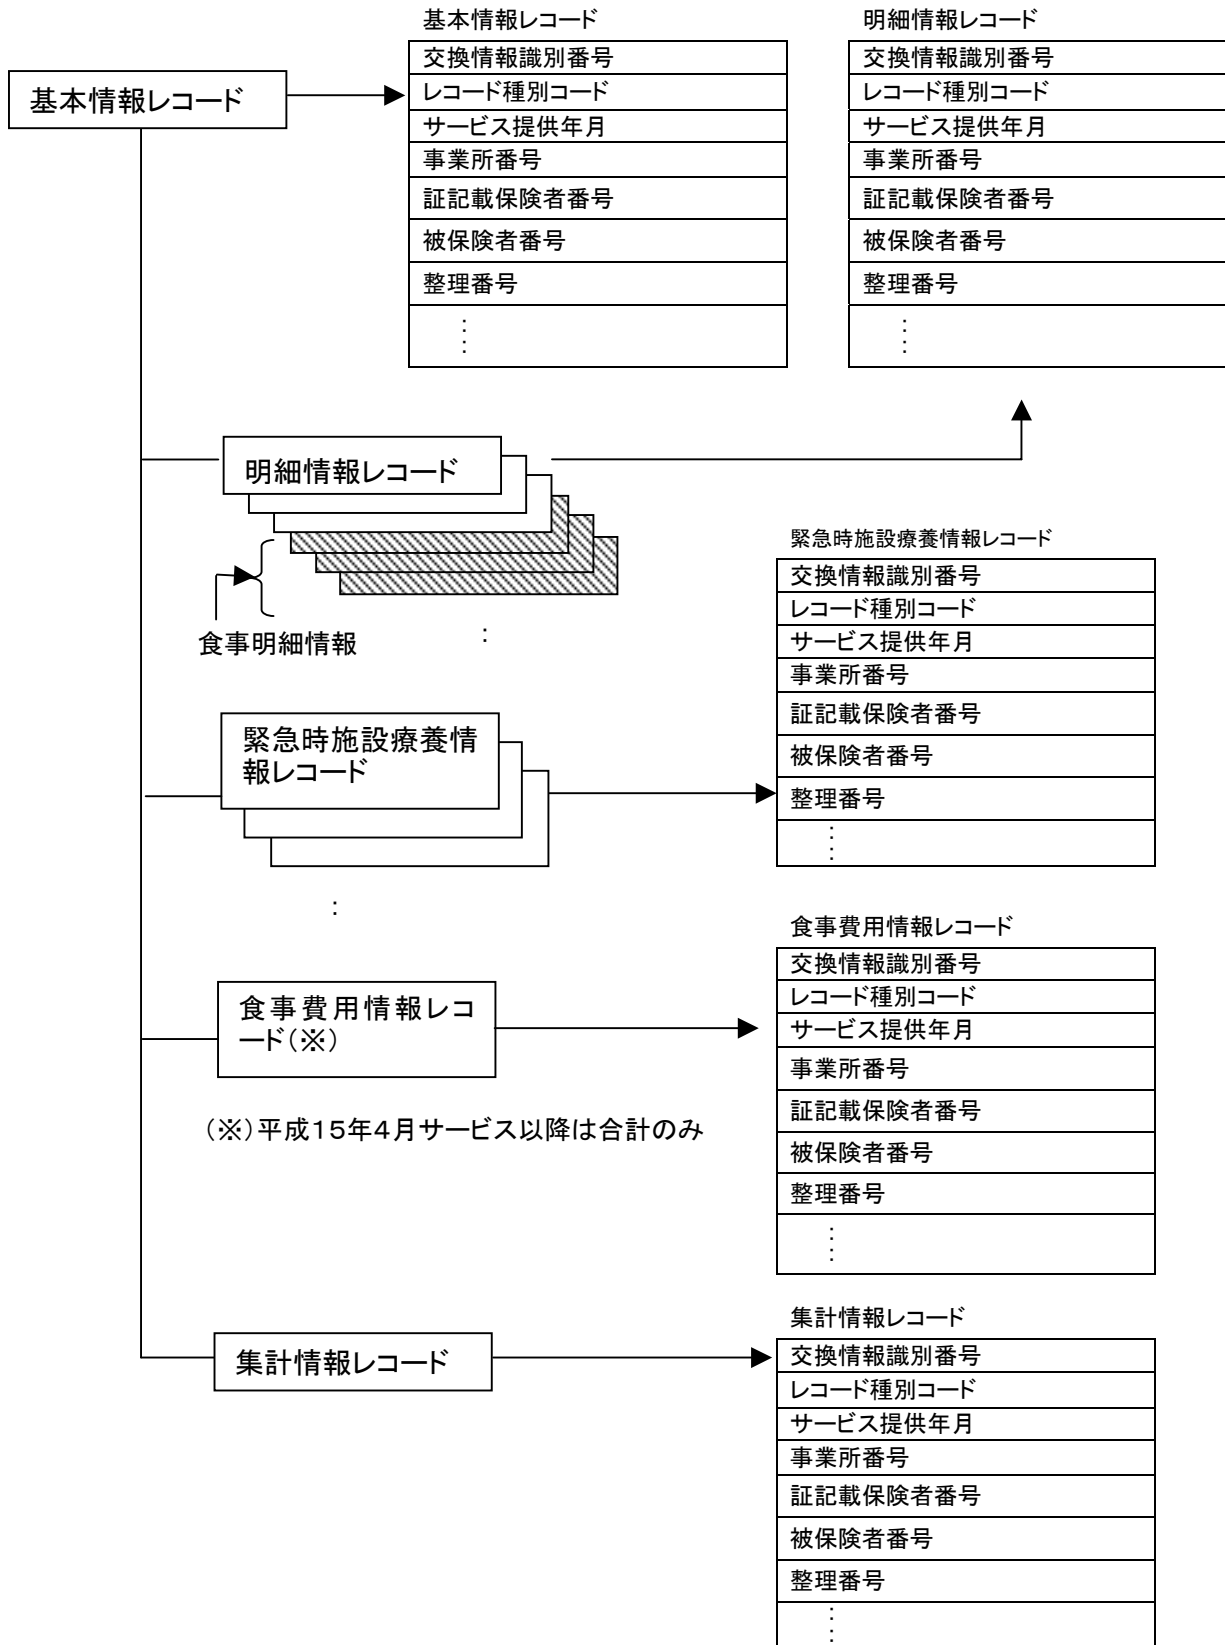 基本情報レコード
基本情報レコード
交換情報識別番号
レコード種別コード
サービス提供年月
事業所番号
証記載保険者番号
被保険者番号
整理番号
:
:
明細情報レコード
交換情報識別番号
レコード種別コード
サービス提供年月
事業所番号
証記載保険者番号
被保険者番号
整理番号
:
:
明細情報レコード
食事明細情報
:
緊急時施設療養情報レコード
交換情報識別番号
レコード種別コード
サービス提供年月
事業所番号
証記載保険者番号
被保険者番号
整理番号
:
:
緊急時施設療養情
報レコード
:
食事費用情報レコード
交換情報識別番号
レコード種別コード
サービス提供年月
事業所番号
証記載保険者番号
被保険者番号
整理番号
:
:
食事費用情報レコ
ード(※)
(※)平成15年4月サービス以降は合計のみ
集計情報レコード
集計情報レコード
交換情報識別番号
レコード種別コード
サービス提供年月
事業所番号
証記載保険者番号
被保険者番号
整理番号
:
: